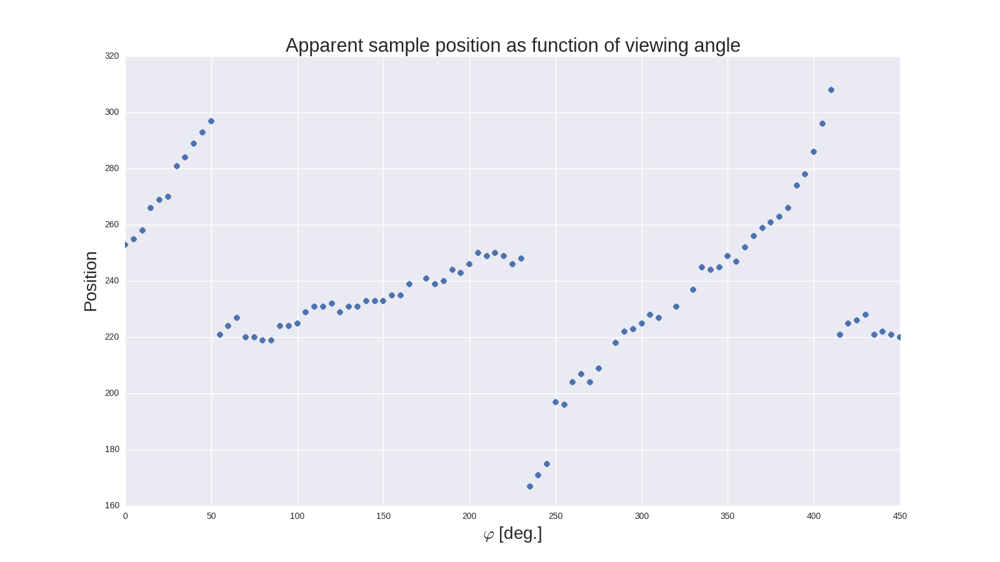 Apparent sample position as function of viewing angle
320
300
280
260
240
220
200
180
160
Position
0 50 100 150 200 250 300 350 400 450
φ [deg.]